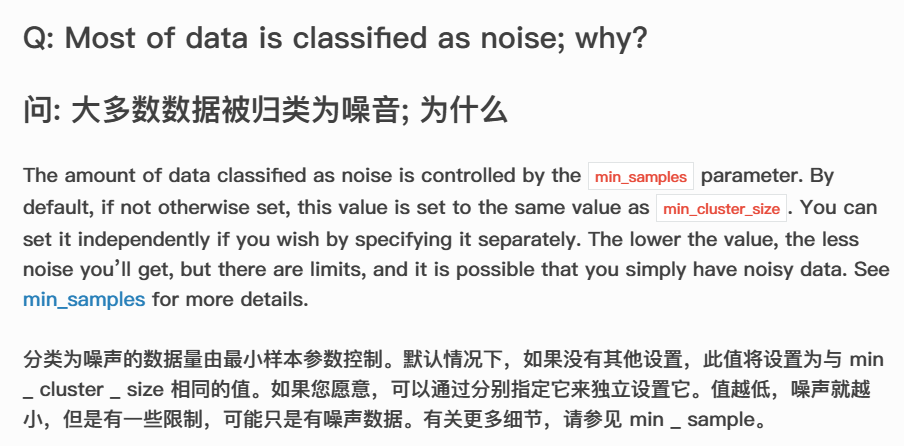 Q: Most of data is classified as noise; why?
问: 大多数数据被归类为噪音; 为什么
The amount of data classified as noise is controlled by the min_samples parameter. By
default, if not otherwise set, this value is set to the same value as min_cluster_size. You can
set it independently if you wish by specifying it separately. The lower the value, the less
noise you’ll get, but there are limits, and it is possible that you simply have noisy data. See
min_samples for more details.
分类为噪声的数据量由最小样本参数控制。默认情况下，如果没有其他设置，此值将设置为与 min
_ cluster _ size 相同的值。如果您愿意，可以通过分别指定它来独立设置它。值越低，噪声就越
小，但是有一些限制，可能只是有噪声数据。有关更多细节，请参见 min _ sample。